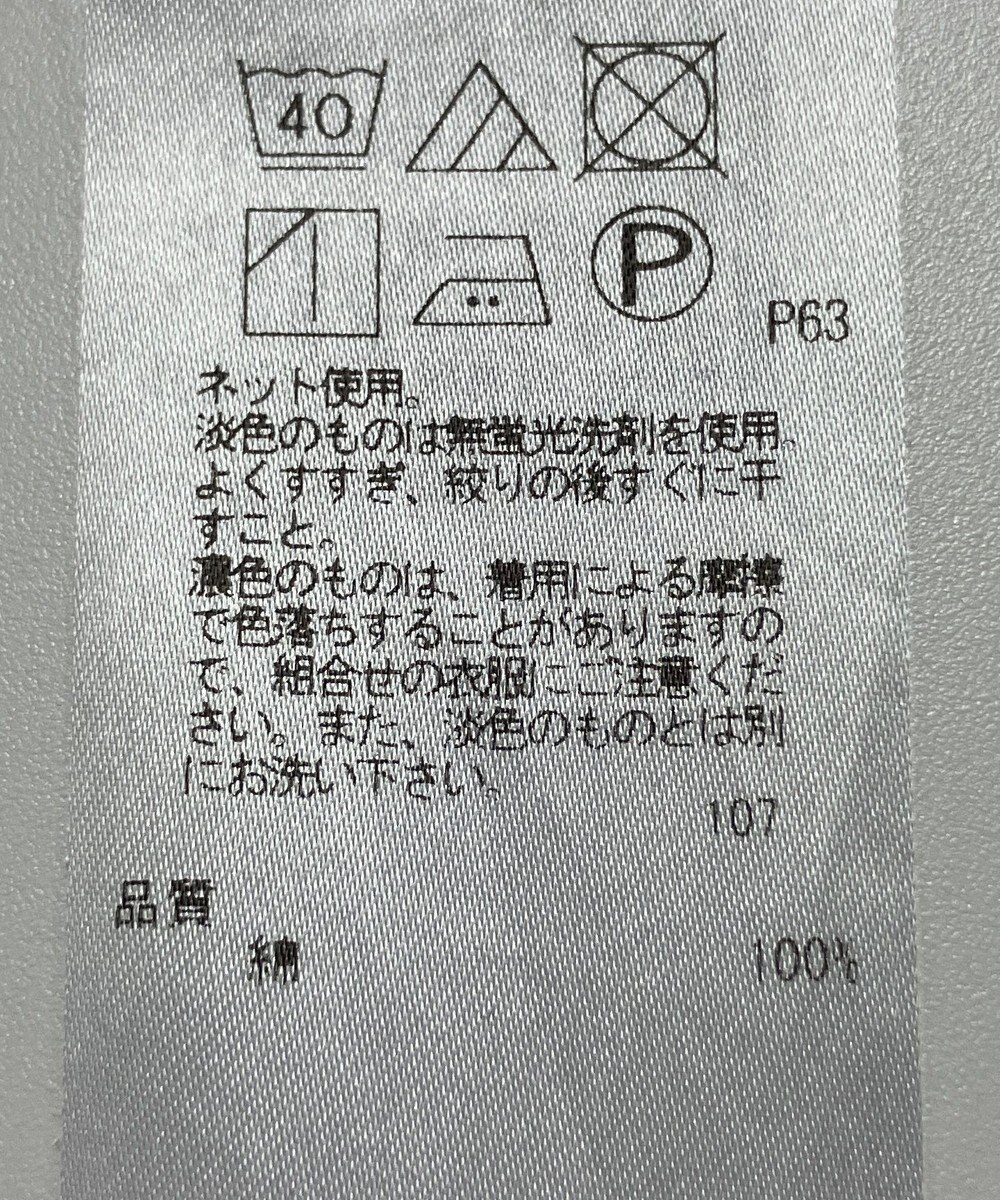 40
P
P63
ネット使用。
淡色のものは無蛍光洗剤を使用。
よくすすぎ、絞りの後すぐに干
すこと。
濃色のものは、着用による摩擦
で色落ちすることがありますの
で、組合せの衣服にご注意くだ
さい。また、淡色のものとは別
にお洗い下さい。
107
品質
綿 100%